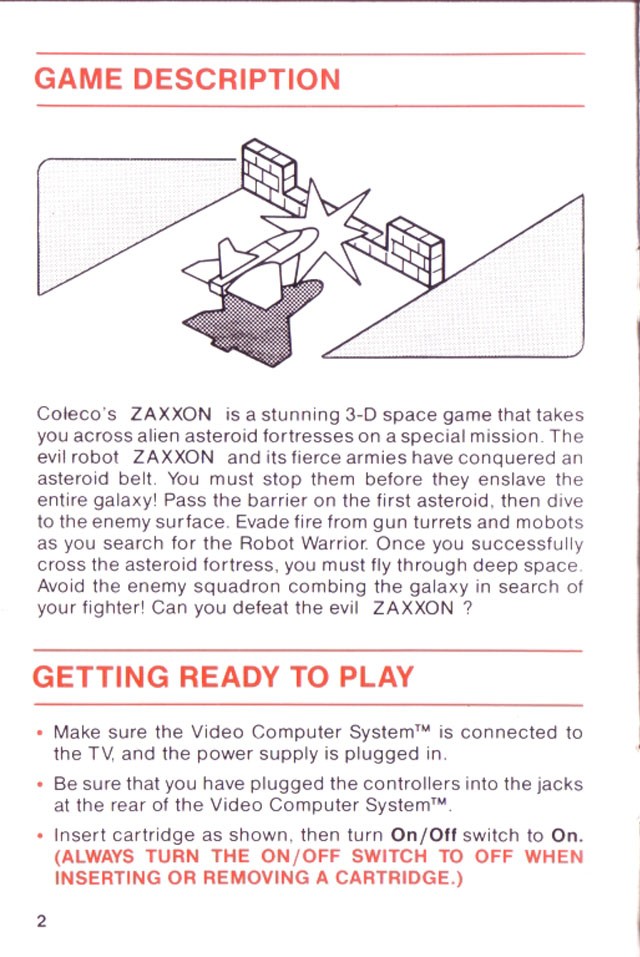 GAME DESCRIPTION
Coleco's ZAXXON is a stunning 3-D space game that takes
you across alien asteroid fortresses on a special mission. The
evil robot ZAXXON and its fierce armies have conquered an
asteroid belt. You must stop them before they enslave the
entire galaxy! Pass the barrier on the first asteroid, then dive
to the enemy surface. Evade fire from gun turrets and mobots
as you search for the Robot Warrior. Once you successfully
cross the asteroid fortress, you must fly through deep space.
Avoid the enemy squadron combing the galaxy in search of
your fighter! Can you defeat the evil ZAXXON ?
GETTING READY TO PLAY
• Make sure the Video Computer System™ is connected to
the TV, and the power supply is plugged in.
• Be sure that you have plugged the controllers into the jacks
at the rear of the Video Computer System™.
• Insert cartridge as shown, then turn On/Off switch to On.
(ALWAYS TURN THE ON/OFF SWITCH TO OFF WHEN
INSERTING OR REMOVING A CARTRIDGE.)
2